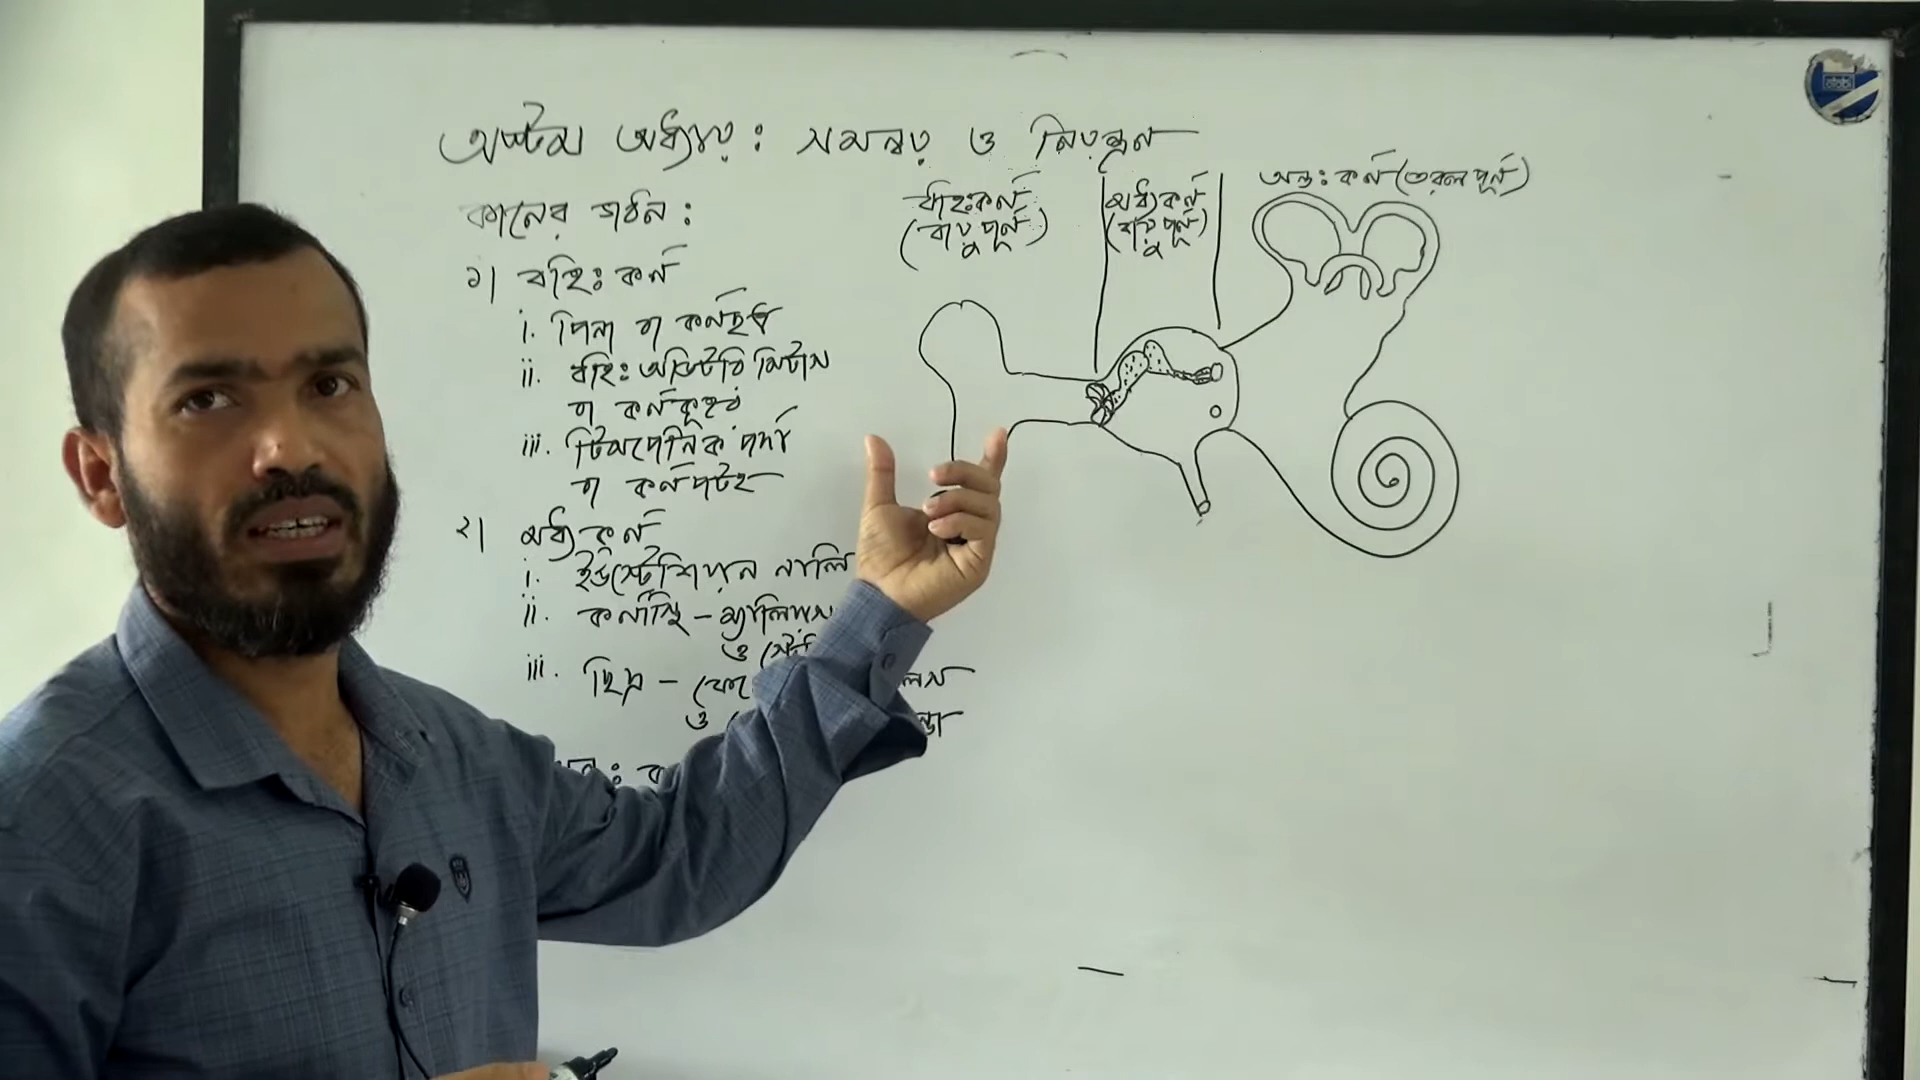 অষ্টম অধ্যায়: সমন্বয় ও নিয়ন্ত্রণ
কানের গঠন:
১) বহিঃকর্ণ
i. পিনা বা কর্ণছত্র
ii. বহিঃ অডিটরি মিটাস
বা কর্ণকুহর
iii. টিমপেনিক পর্দা
বা কর্ণপটহ
২) মধ্যকর্ণ
i. ইউস্টেশিয়ান নালি
ii. কর্ণাস্থি - ম্যালিয়াস
ও
iii. ছিদ্র -
ও
বহিঃকর্ণ
(বায়ুপূর্ণ)
মধ্যকর্ণ
(বায়ুপূর্ণ)
অন্তঃকর্ণ (তরলপূর্ণ)
otobi